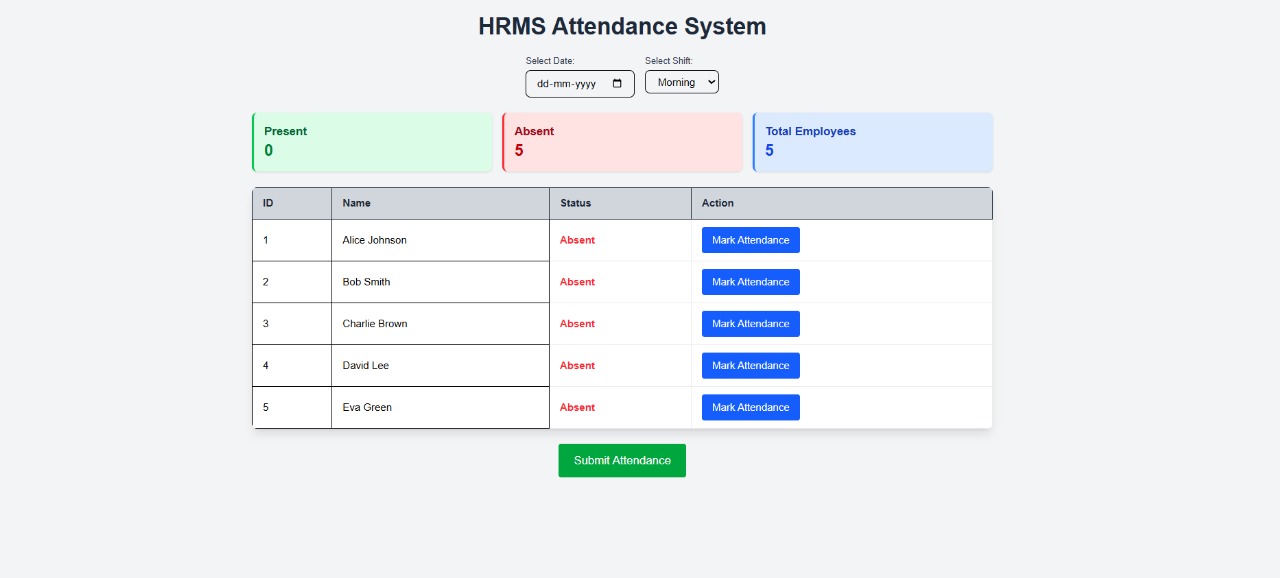 HRMS Attendance System
Select Date: Select Shift:
dd-mm-yyyy Morning
Present Absent Total Employees
0 5 5
ID Name Status Action
1 Alice Johnson Absent Mark Attendance
2 Bob Smith Absent Mark Attendance
3 Charlie Brown Absent Mark Attendance
4 David Lee Absent Mark Attendance
5 Eva Green Absent Mark Attendance
Submit Attendance